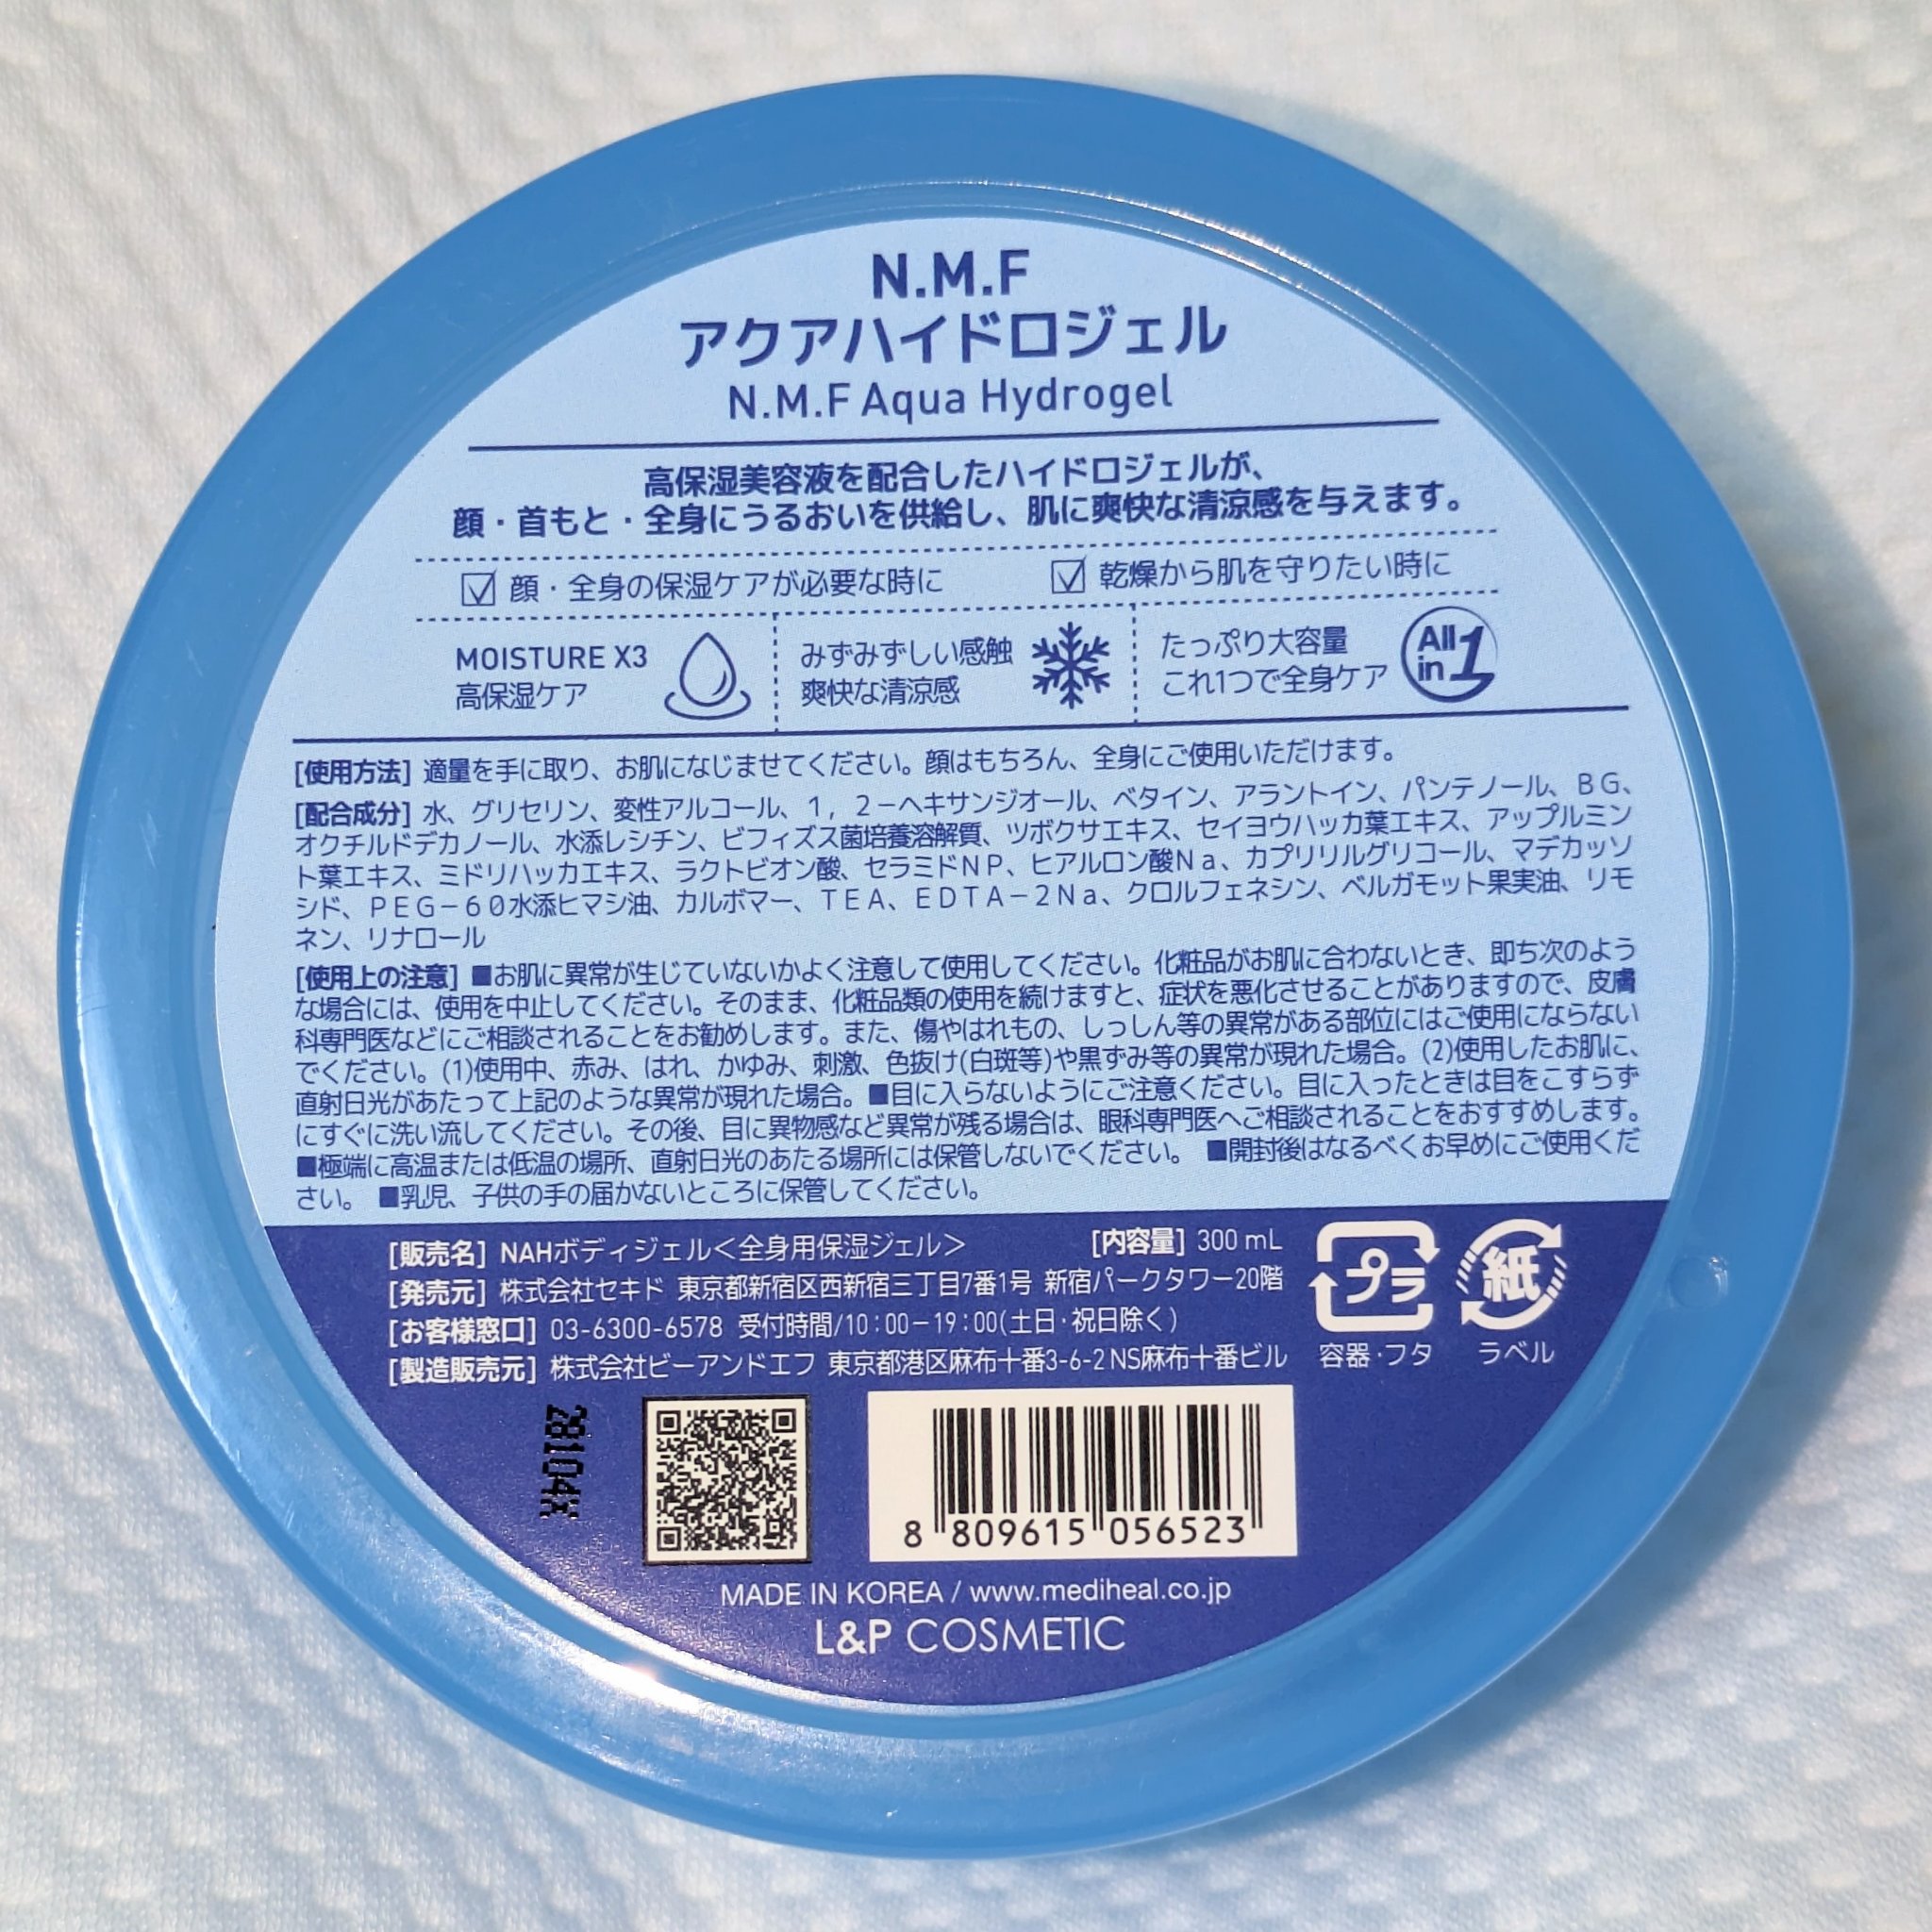 N.M.F
アクアハイドロジェル
N.M.F Aqua Hydrogel
高保湿美容液を配合したハイドロジェルが、
顔・首もと・全身にうるおいを供給し、肌に爽快な清涼感を与えます。
顔・全身の保湿ケアが必要な時に
乾燥から肌を守りたい時に
MOISTURE X3
高保湿ケア
みずみずしい感触
爽快な清涼感
たっぷり大容量
これ1つで全身ケア
All in 1
[使用方法] 適量を手に取り、お肌になじませてください。顔はもちろん、全身にご使用いただけます。
[配合成分] 水、グリセリン、変性アルコール、1，2－ヘキサンジオール、ベタイン、アラントイン、パンテノール、BG、
オクチルドデカノール、水添レシチン、ビフィズス菌培養溶解質、ツボクサエキス、セイヨウハッカ葉エキス、アップルミン
ト葉エキス、ミドリハッカエキス、ラクトビオン酸、セラミドNP、ヒアルロン酸Na、カプリリルグリコール、マデカッソ
シド、PEG－60水添ヒマシ油、カルボマー、TEA、EDTA－2Na、クロルフェネシン、ベルガモット果実油、リモ
ネン、リナロール
[使用上の注意] ■お肌に異常が生じていないかよく注意して使用してください。化粧品がお肌に合わないとき、即ち次のよう
な場合には、使用を中止してください。そのまま、化粧品類の使用を続けますと、症状を悪化させることがありますので、皮膚
科専門医などにご相談されることをお勧めします。また、傷やはれもの、しっしん等の異常がある部位にはご使用にならない
でください。(1)使用中、赤み、はれ、かゆみ、刺激、色抜け(白斑等)や黒ずみ等の異常が現れた場合。(2)使用したお肌に、
直射日光があたって上記のような異常が現れた場合。■目に入らないようにご注意ください。目に入ったときは目をこすらず
にすぐに洗い流してください。その後、目に異物感など異常が残る場合は、眼科専門医へご相談されることをおすすめします。
■極端に高温または低温の場所、直射日光のあたる場所には保管しないでください。 ■開封後はなるべくお早めにご使用くだ
さい。 ■乳児、子供の手の届かないところに保管してください。
[販売名] NAHボディジェル＜全身用保湿ジェル＞ [内容量] 300 mL
[発売元] 株式会社セキド 東京都新宿区西新宿三丁目7番1号 新宿パークタワー20階
[お客様窓口] 03-6300-6578 受付時間/10:00－19:00(土日・祝日除く)
[製造販売元] 株式会社ビーアンドエフ 東京都港区麻布十番3-6-2 NS麻布十番ビル
プラ
容器・フタ
紙
ラベル
28104x
8 809615 056523
MADE IN KOREA / www.mediheal.co.jp
L&P COSMETIC